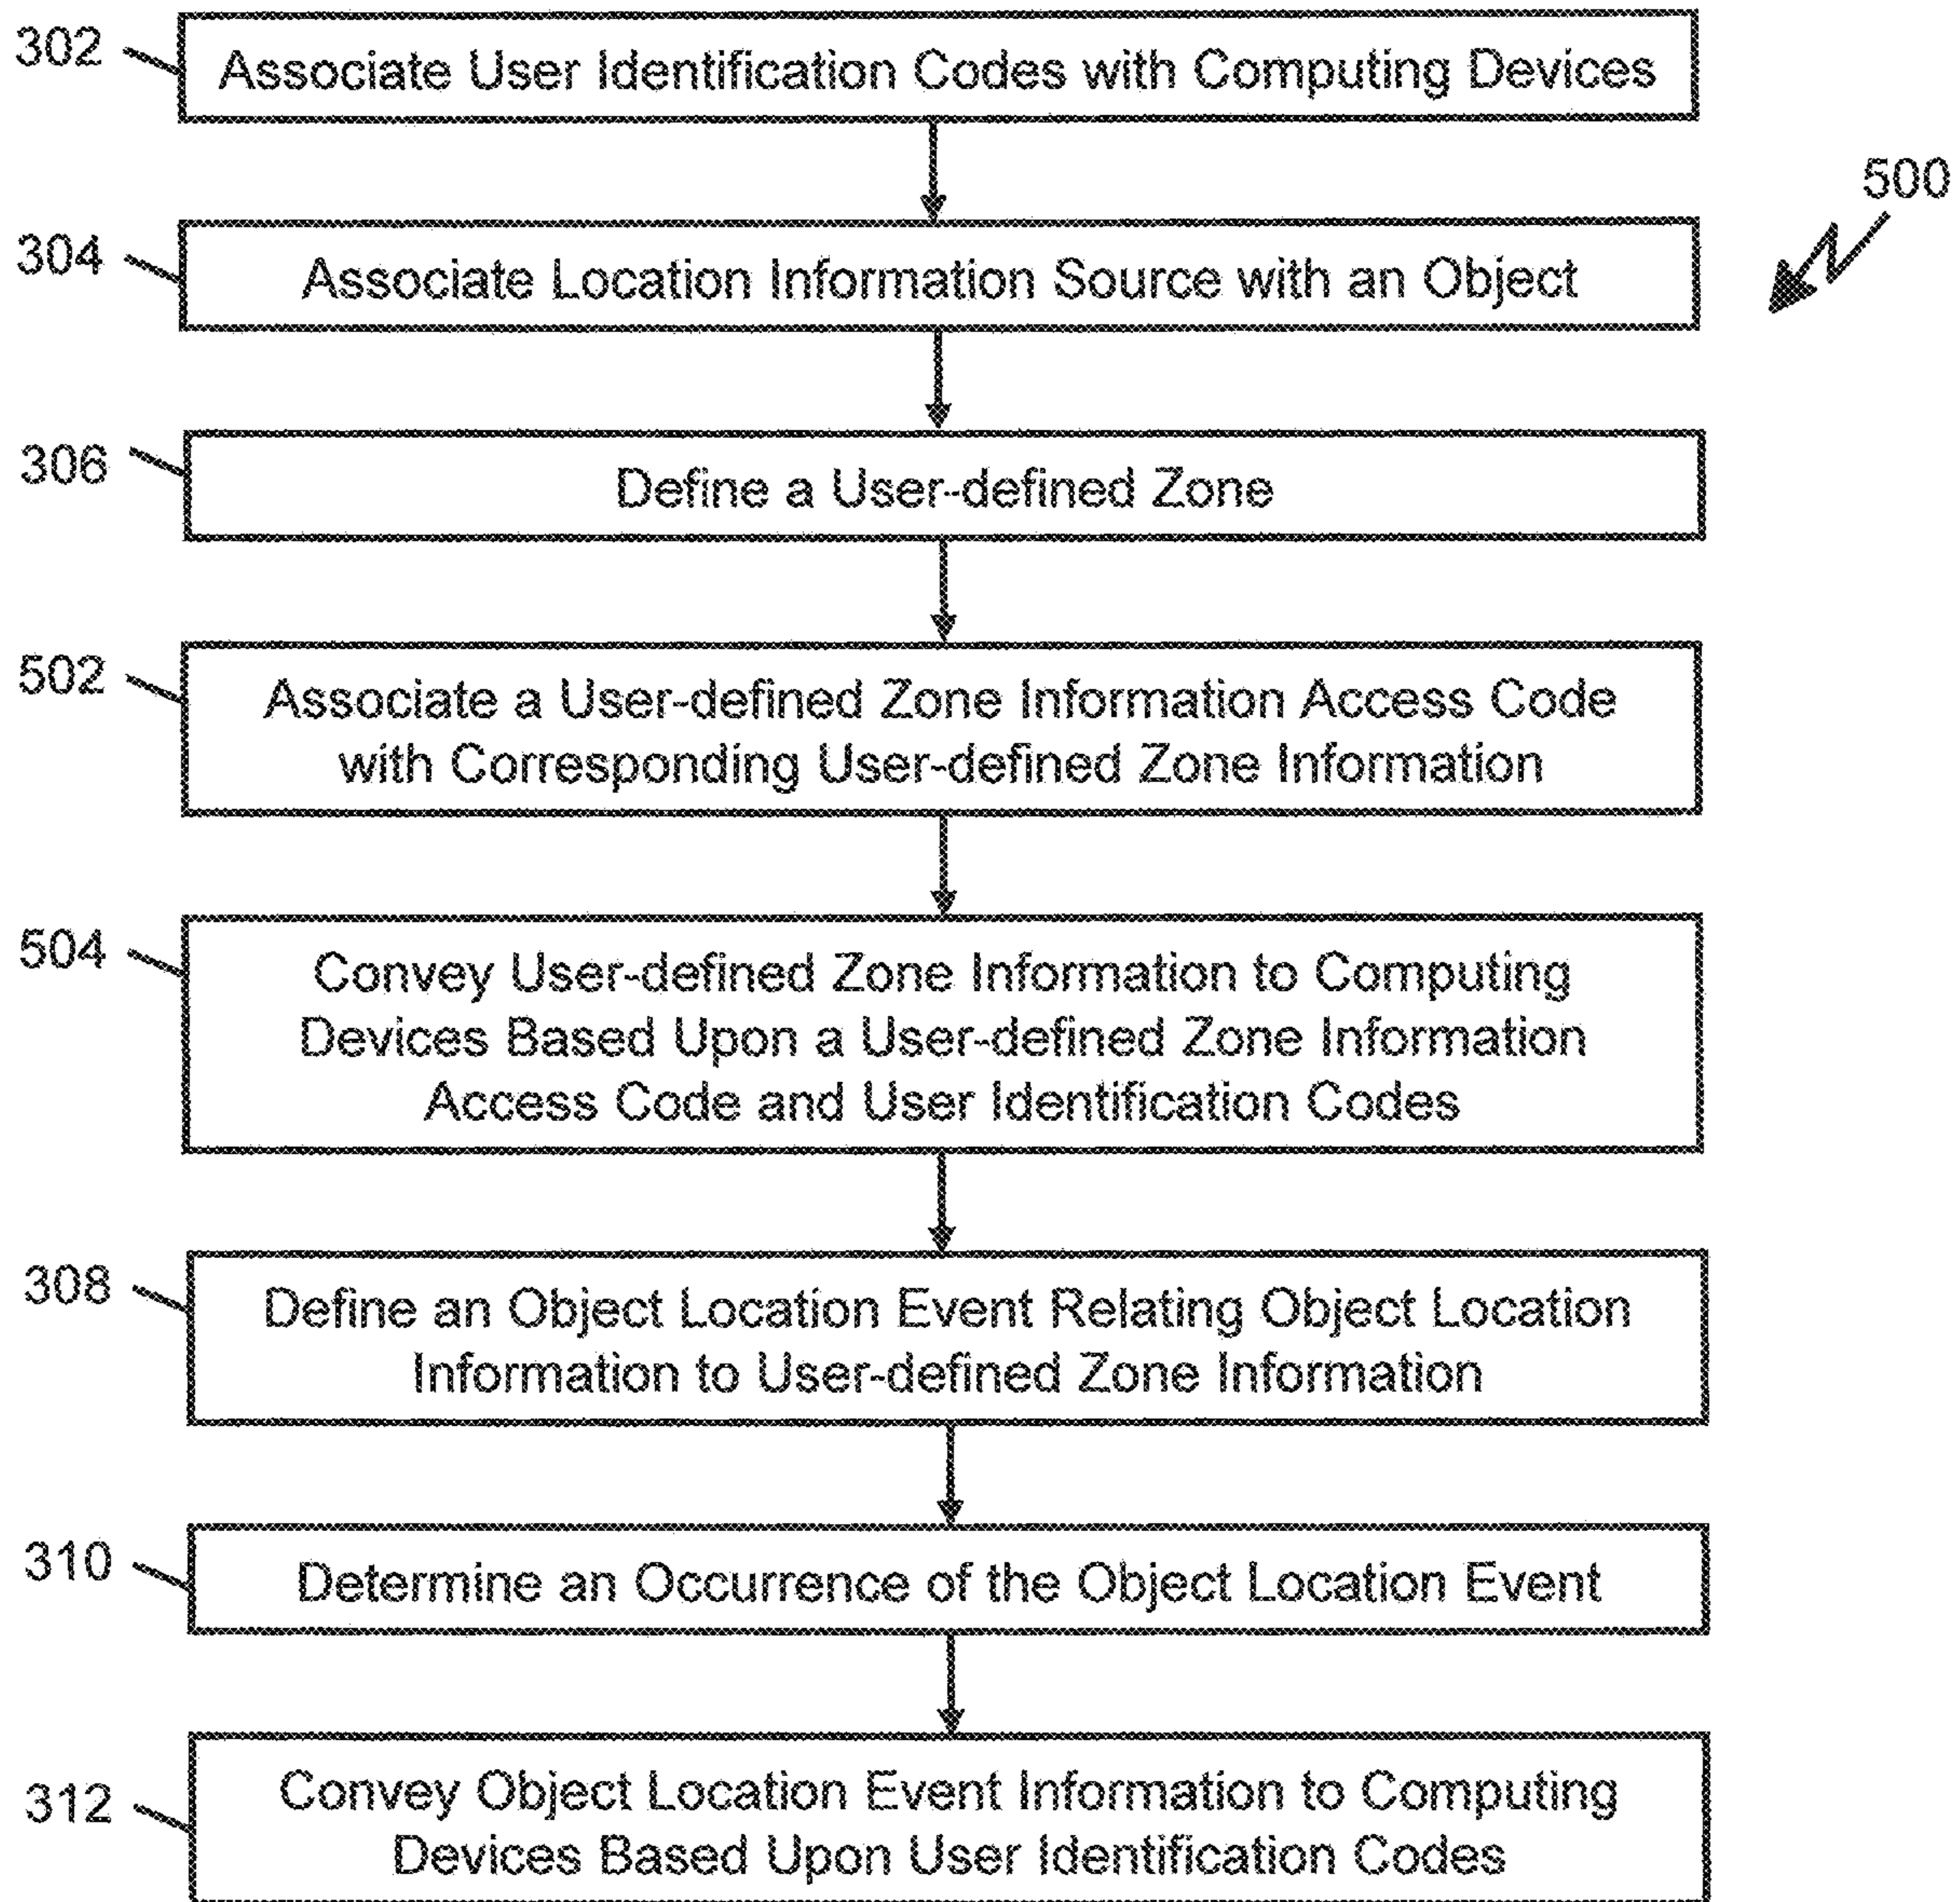 302
Associate User Identification Codes with Computing Devices
500
304
Associate Location Information Source with an Object
306
Define a User-defined Zone
502
Associate a User-defined Zone Information Access Code
with Corresponding User-defined Zone Information
504
Convey User-defined Zone Information to Computing
Devices Based Upon a User-defined Zone Information
Access Code and User Identification Codes
308
Define an Object Location Event Relating Object Location
Information to User-defined Zone Information
310
Determine an Occurrence of the Object Location Event
312
Convey Object Location Event Information to Computing
Devices Based Upon User Identification Codes